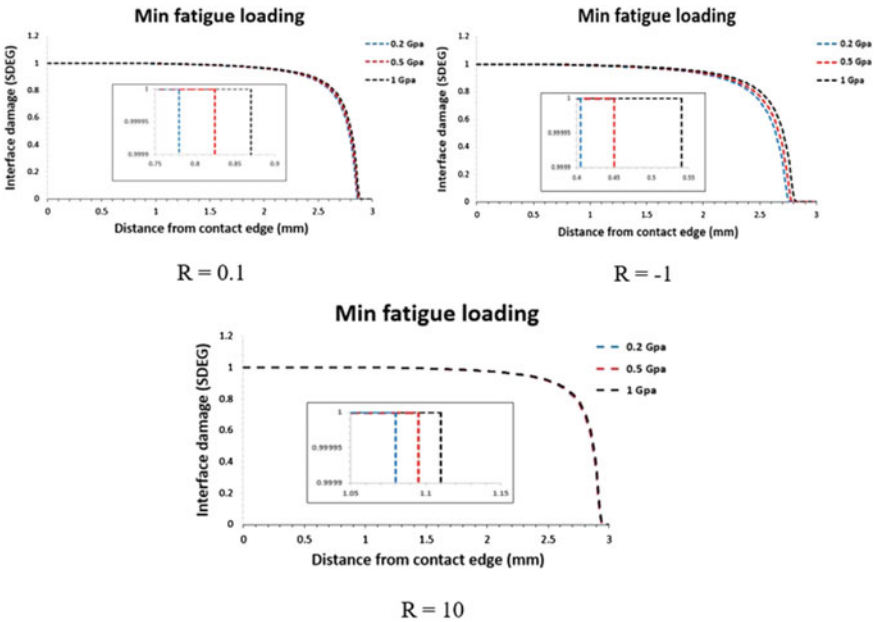 Min fatigue loading
1.2
1
0.8
0.6
0.4
0.2
0
Interface damage (SDEG)
0.2 Gpa
0.5 Gpa
1 Gpa
1
0.99995
0.9999
0.75 0.8 0.85 0.9
0 0.5 1 1.5 2 2.5 3
Distance from contact edge (mm)
R = 0.1
Min fatigue loading
1.2
1
0.8
0.6
0.4
0.2
0
Interface damage (SDEG)
0.2 Gpa
0.5 Gpa
1 Gpa
1
0.99995
0.9999
0.4 0.45 0.5 0.55
0 0.5 1 1.5 2 2.5 3
Distance from contact edge (mm)
R = -1
Min fatigue loading
1.2
1
0.8
0.6
0.4
0.2
0
Interface damage (SDEG)
0.2 Gpa
0.5 Gpa
1 Gpa
1
0.99995
0.9999
1.05 1.1 1.15
0 0.5 1 1.5 2 2.5 3
Distance from contact edge (mm)
R = 10